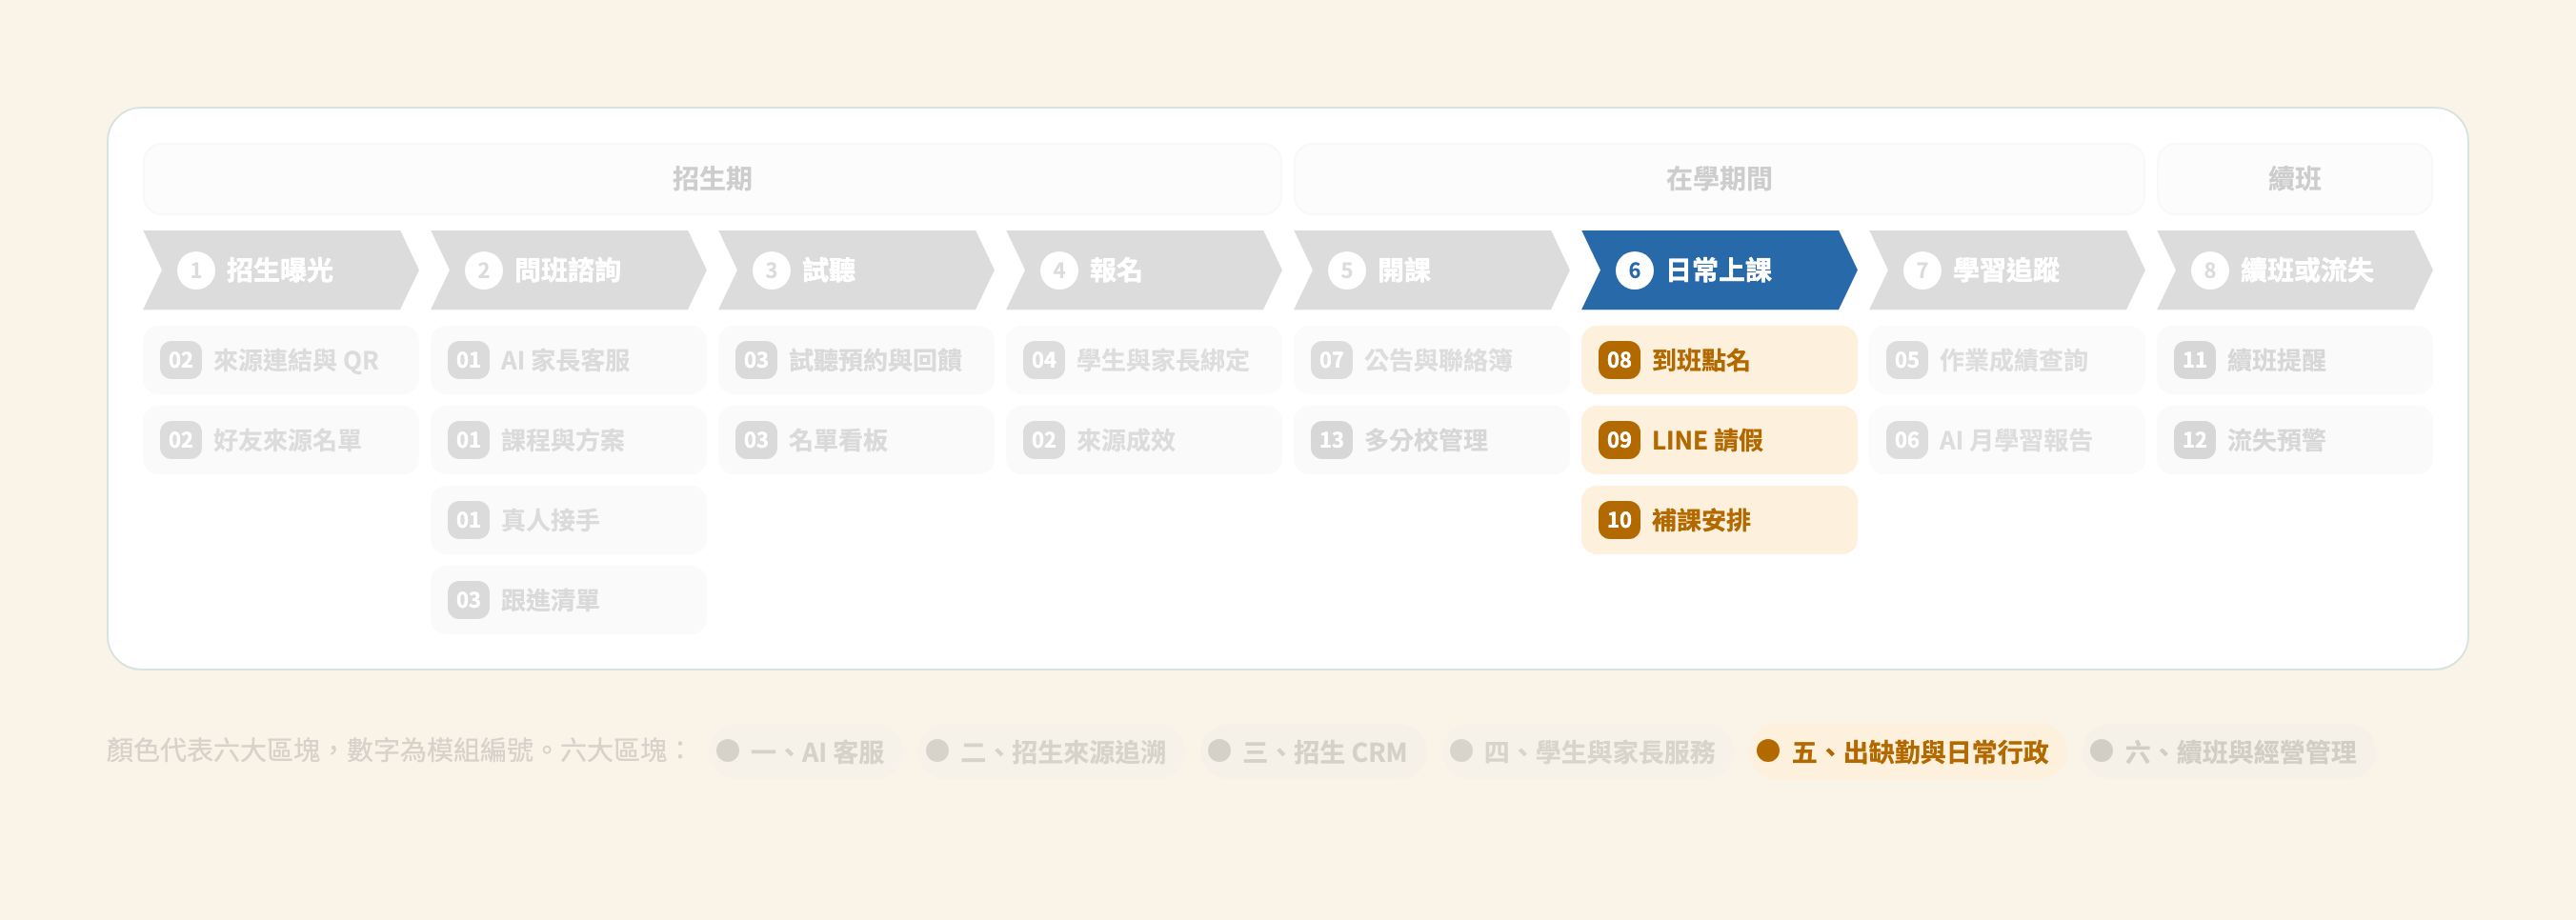 招生期 在學期間 續班
1 招生曝光 2 問班諮詢 3 試聽 4 報名 5 開課 6 日常上課 7 學習追蹤 8 續班或流失
02 來源連結與 QR 01 AI 家長客服 03 試聽預約與回饋 04 學生與家長綁定 07 公告與聯絡簿 08 到班點名 05 作業成績查詢 11 續班提醒
02 好友來源名單 01 課程與方案 03 名單看板 02 來源成效 13 多分校管理 09 LINE 請假 06 AI 月學習報告 12 流失預警
01 真人接手 10 補課安排
03 跟進清單
顏色代表六大區塊，數字為模組編號。六大區塊： 一、AI 客服 二、招生來源追溯 三、招生 CRM 四、學生與家長服務 五、出缺勤與日常行政 六、續班與經營管理